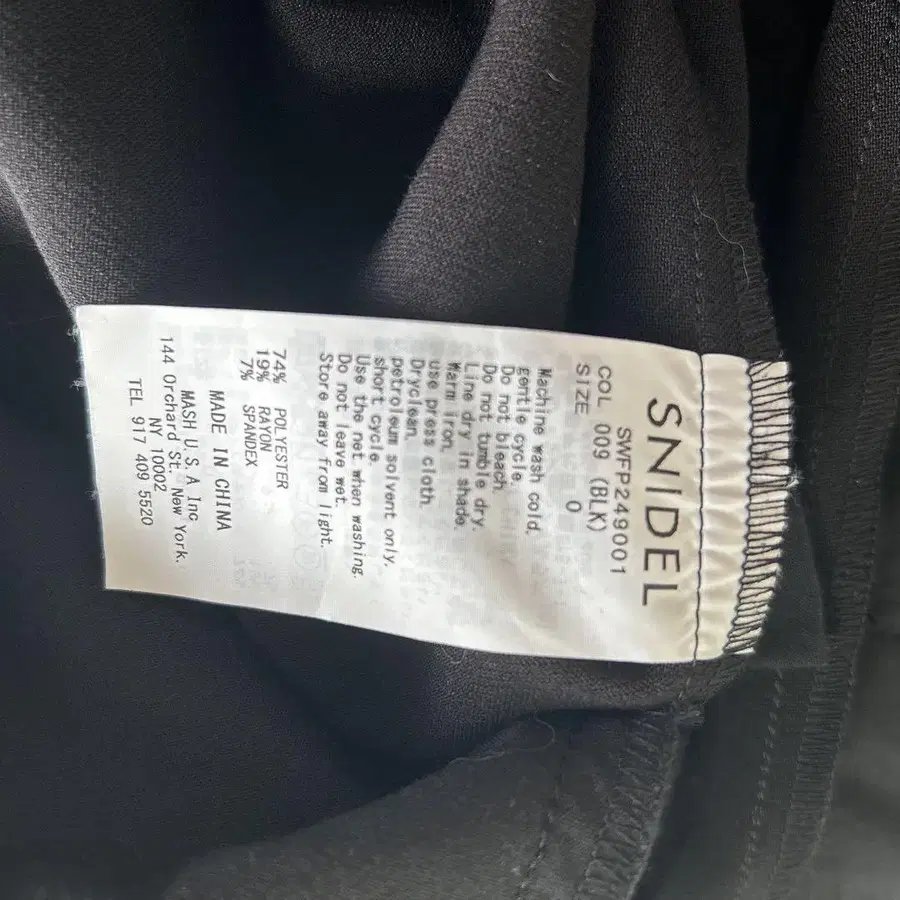 SNIDEL
SWFP249001
COL 009 (BLK)
SIZE 0
Machine wash cold,
gentle cycle.
Do not bleach.
Do not tumble dry.
Line dry in shade.
Warm iron,
use press cloth.
Dryclean,
petroleum solvent only.
short cycle.
Use the net when washing.
Do not leave wet.
Store away from light.
74% POLYESTER
19% RAYON
7% SPANDEX
MADE IN CHINA
MASH U.S.A Inc
144 Orchard St. New York.
NY 10002
TEL 917 409 5520